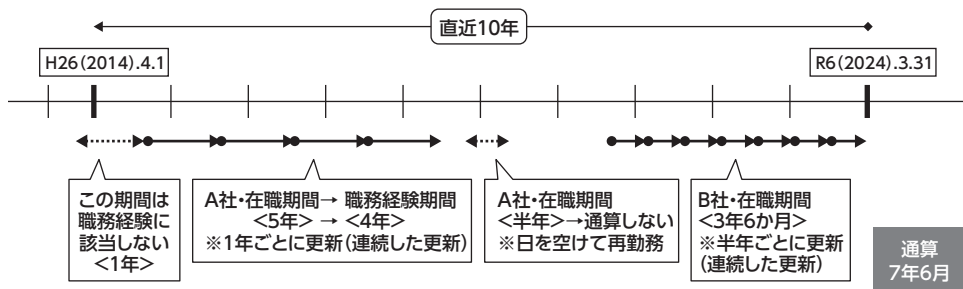 直近10年
H26(2014).4.1
R6(2024).3.31
この期間は
職務経験に
該当しない
<1年>
A社・在職期間→ 職務経験期間
<5年> → <4年>
※1年ごとに更新(連続した更新)
A社・在職期間
<半年>→通算しない
※日を空けて再勤務
B社・在職期間
<3年6か月>
※半年ごとに更新
(連続した更新)
通算
7年6月